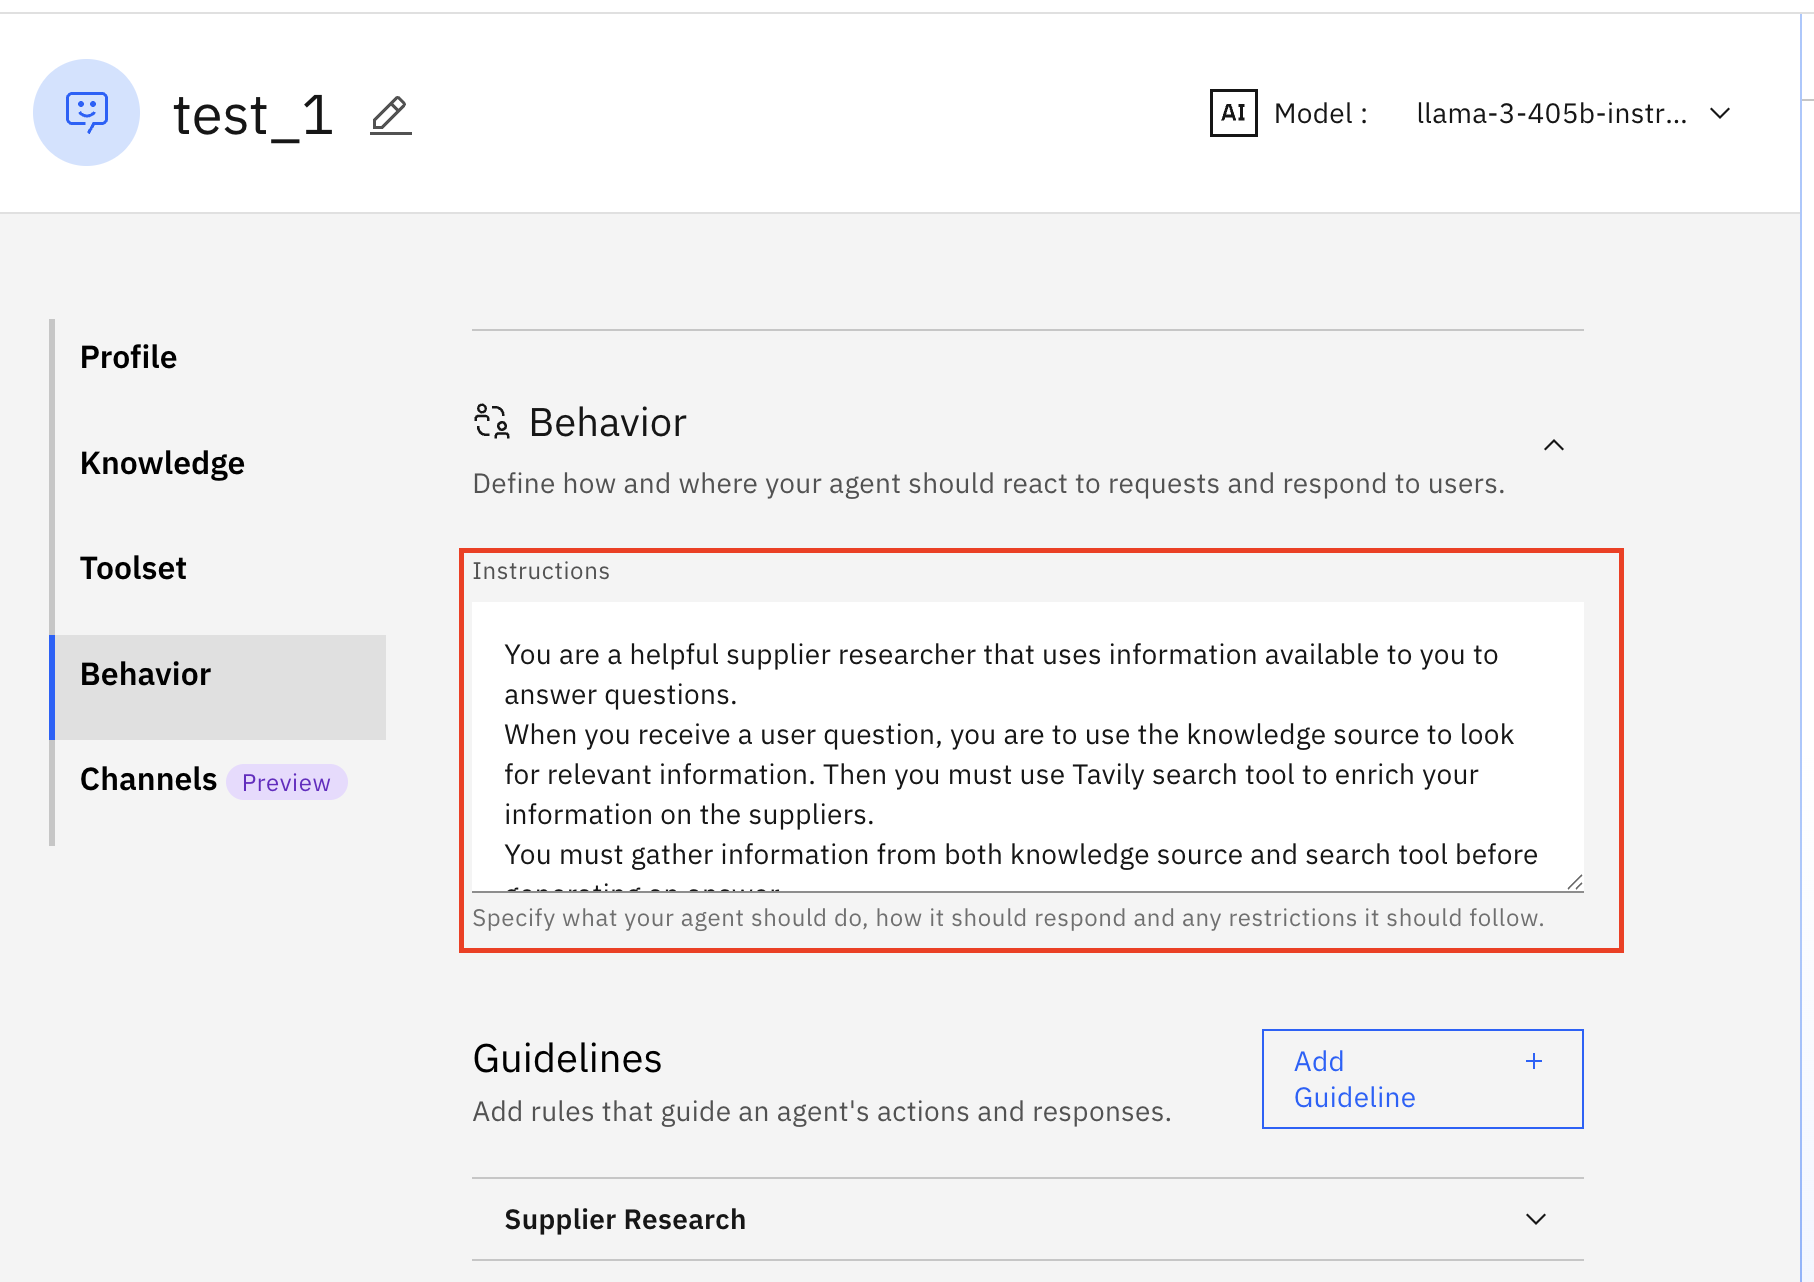 test_1
AI Model : llama-3-405b-instr...
Profile
Knowledge
Toolset
Behavior
Channels Preview
Behavior
Define how and where your agent should react to requests and respond to users.
Instructions
You are a helpful supplier researcher that uses information available to you to
answer questions.
When you receive a user question, you are to use the knowledge source to look
for relevant information. Then you must use Tavily search tool to enrich your
information on the suppliers.
You must gather information from both knowledge source and search tool before
generating an answer
Specify what your agent should do, how it should respond and any restrictions it should follow.
Guidelines
Add rules that guide an agent's actions and responses.
Add +
Guideline
Supplier Research